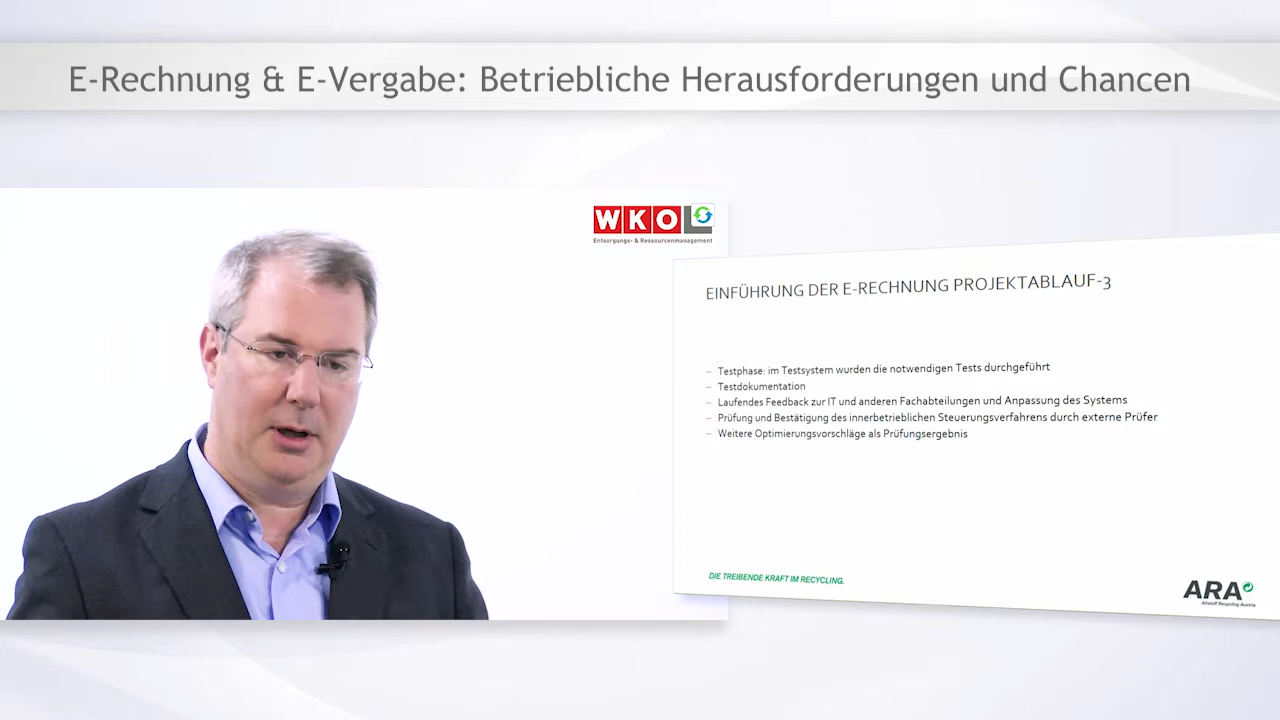 E-Rechnung & E-Vergabe: Betriebliche Herausforderungen und Chancen
WKO
Entsorgungs- & Ressourcenmanagement
EINFÜHRUNG DER E-RECHNUNG PROJEKTABLAUF-3
– Testphase: im Testsystem wurden die notwendigen Tests durchgeführt
– Testdokumentation
– Laufendes Feedback zur IT und anderen Fachabteilungen und Anpassung des Systems
– Prüfung und Bestätigung des innerbetrieblichen Steuerungsverfahrens durch externe Prüfer
– Weitere Optimierungsvorschläge als Prüfungsergebnis
DIE TREIBENDE KRAFT IM RECYCLING.
ARA
Altstoff Recycling Austria